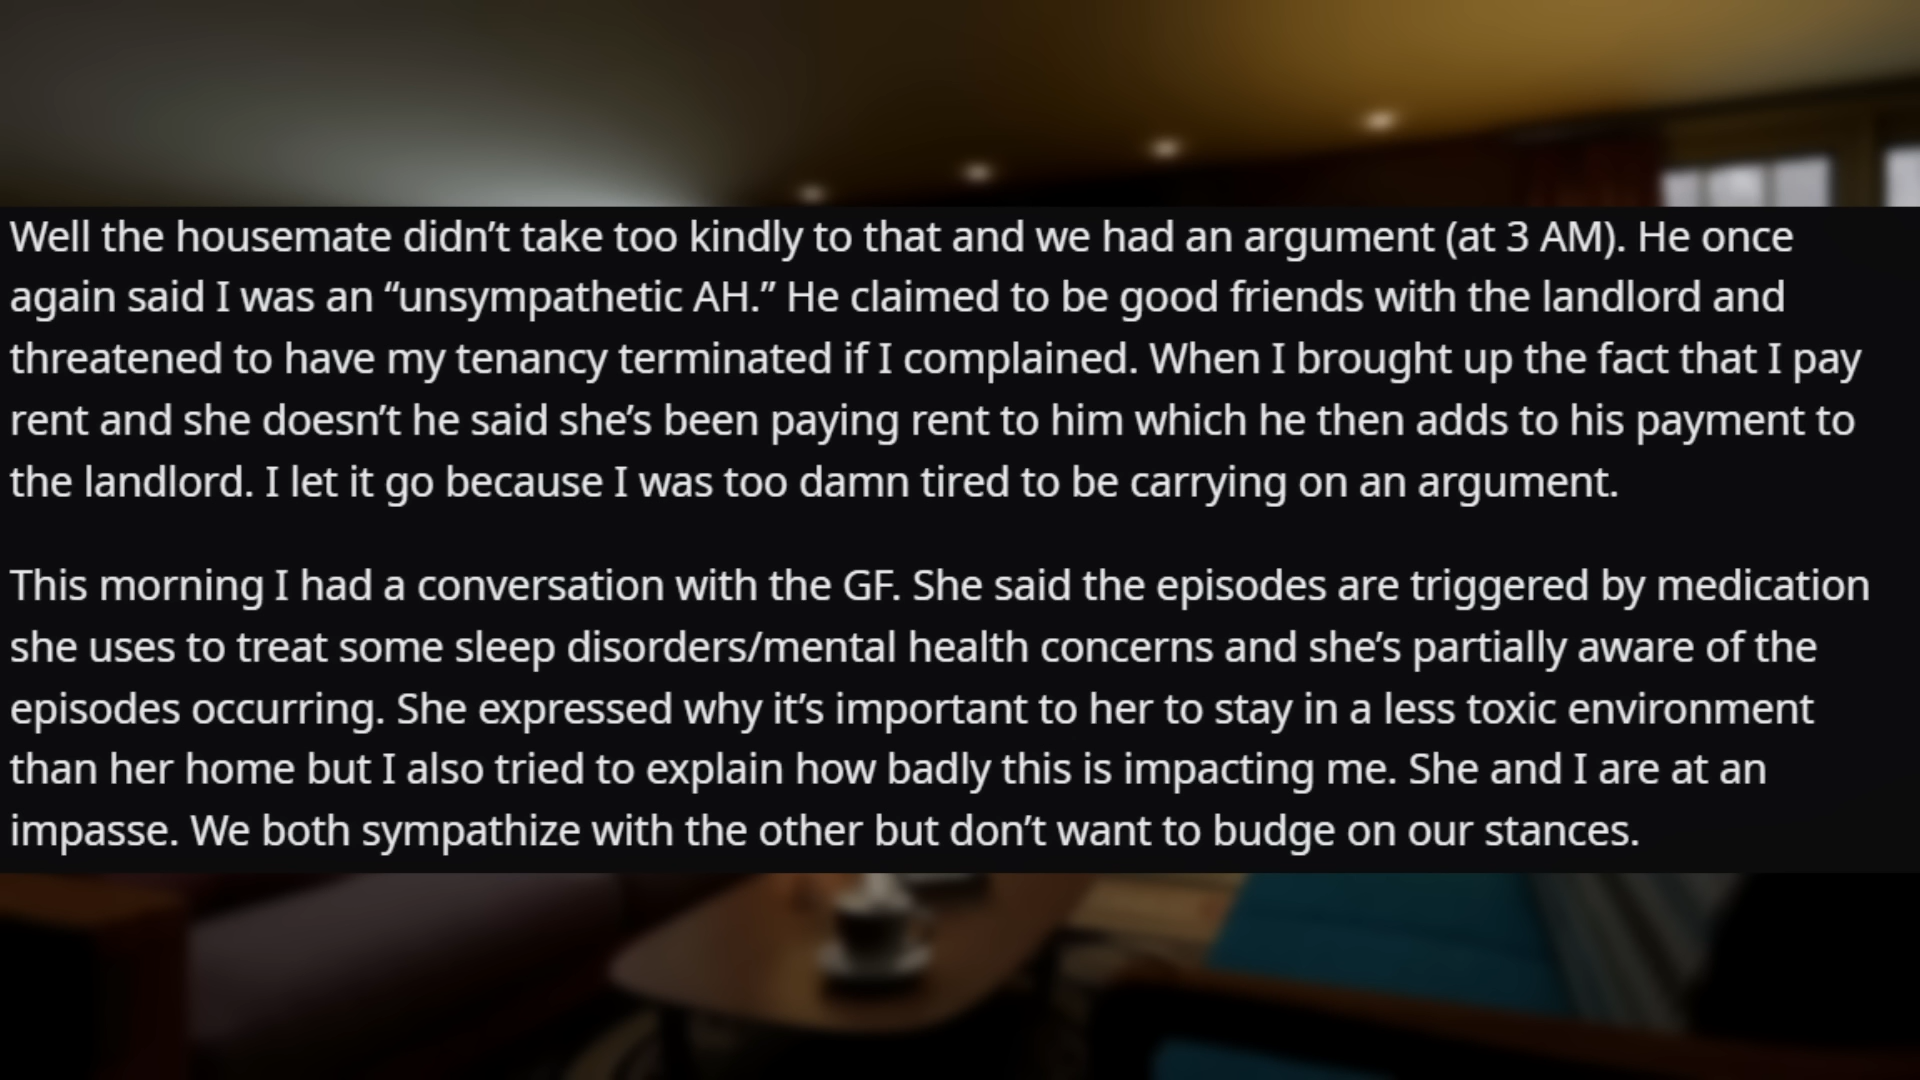 Well the housemate didn’t take too kindly to that and we had an argument (at 3 AM). He once
again said I was an “unsympathetic AH.” He claimed to be good friends with the landlord and
threatened to have my tenancy terminated if I complained. When I brought up the fact that I pay
rent and she doesn’t he said she’s been paying rent to him which he then adds to his payment to
the landlord. I let it go because I was too damn tired to be carrying on an argument.
This morning I had a conversation with the GF. She said the episodes are triggered by medication
she uses to treat some sleep disorders/mental health concerns and she’s partially aware of the
episodes occurring. She expressed why it’s important to her to stay in a less toxic environment
than her home but I also tried to explain how badly this is impacting me. She and I are at an
impasse. We both sympathize with the other but don’t want to budge on our stances.